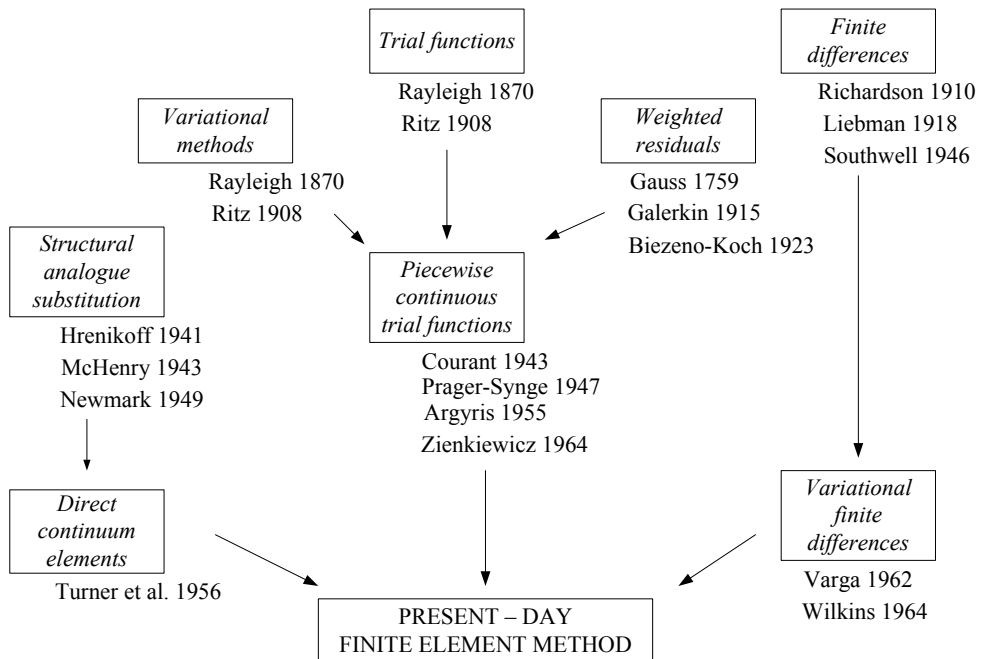 Trial functions
Rayleigh 1870
Ritz 1908
Finite
differences
Richardson 1910
Liebman 1918
Southwell 1946
Variational
methods
Rayleigh 1870
Ritz 1908
Weighted
residuals
Gauss 1759
Galerkin 1915
Biezeno-Koch 1923
Structural
analogue
substitution
Hrenikoff 1941
McHenry 1943
Newmark 1949
Piecewise
continuous
trial functions
Courant 1943
Prager-Synge 1947
Argyris 1955
Zienkiewicz 1964
Direct
continuum
elements
Turner et al. 1956
Variational
finite
differences
Varga 1962
Wilkins 1964
PRESENT – DAY
FINITE ELEMENT METHOD